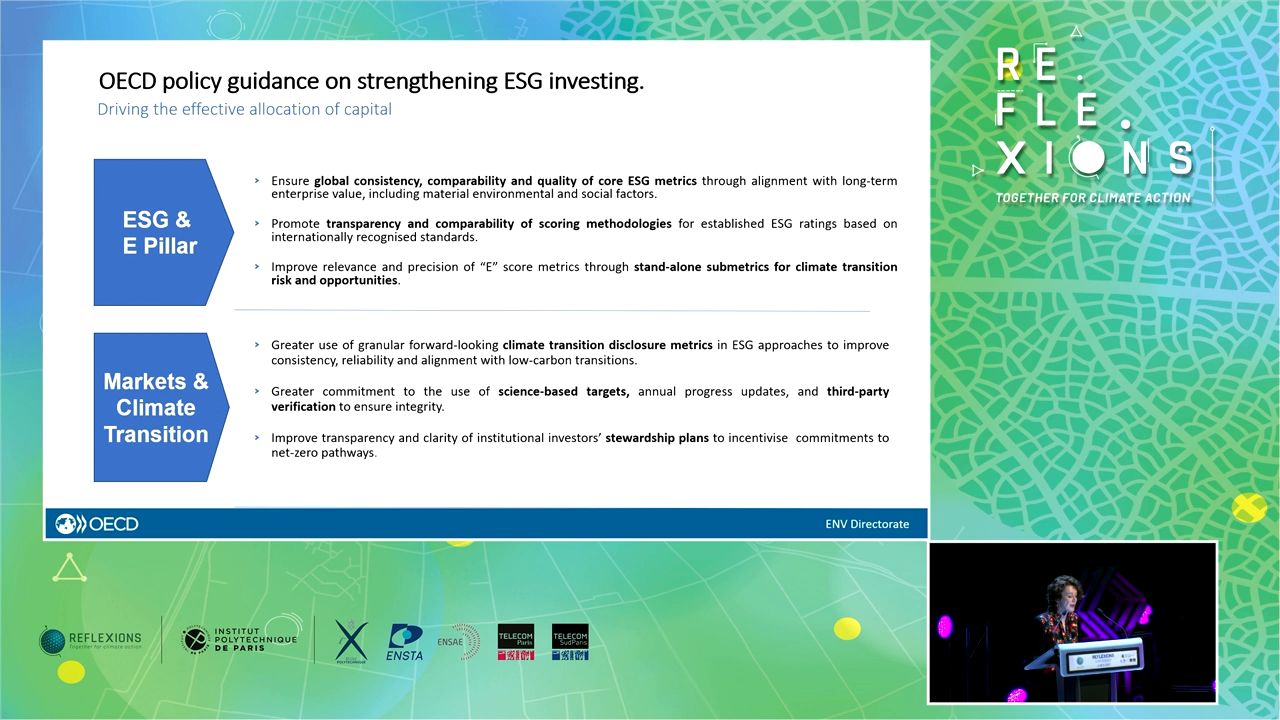 OECD policy guidance on strengthening ESG investing.
Driving the effective allocation of capital
ESG &
E Pillar
› Ensure global consistency, comparability and quality of core ESG metrics through alignment with long-term
enterprise value, including material environmental and social factors.
› Promote transparency and comparability of scoring methodologies for established ESG ratings based on
internationally recognised standards.
› Improve relevance and precision of “E” score metrics through stand-alone submetrics for climate transition
risk and opportunities.
Markets &
Climate
Transition
› Greater use of granular forward-looking climate transition disclosure metrics in ESG approaches to improve
consistency, reliability and alignment with low-carbon transitions.
› Greater commitment to the use of science-based targets, annual progress updates, and third-party
verification to ensure integrity.
› Improve transparency and clarity of institutional investors’ stewardship plans to incentivise commitments to
net-zero pathways.
OECD
ENV Directorate
RE.
FLE.
XIONS
TOGETHER FOR CLIMATE ACTION
REFLEXIONS
Together for climate action
INSTITUT
POLYTECHNIQUE
DE PARIS
ENSTA
ENSAE
TELECOM
Paris
TELECOM
SudParis
REFLEXIONS